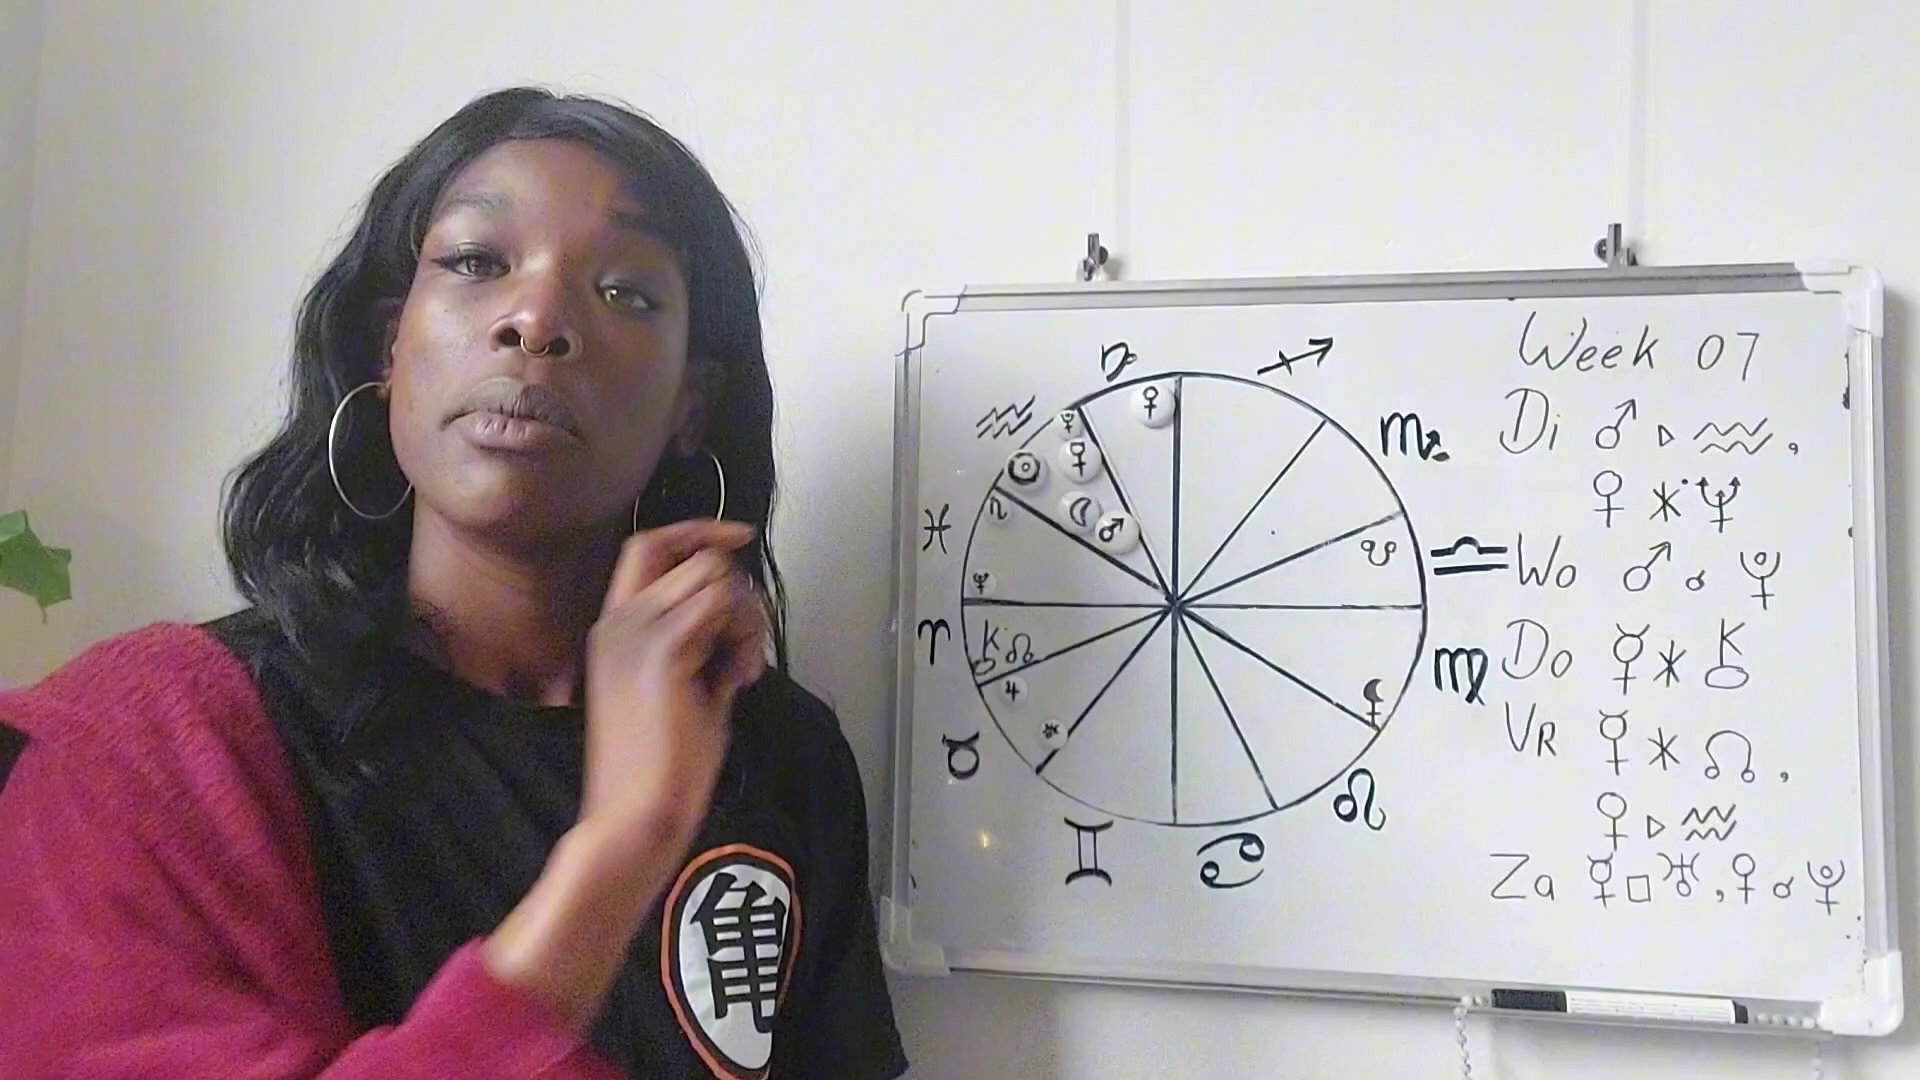 Week 07
Di ♂ ▷ ♒,
♀ ⚹ ♆
Wo ♂ ☌ ⯓
Do ☿ ⚹ ⚷
VR ☿ ⚹ ☊,
♀ ▷ ♒
Za ☿ □ ♅, ♀ ☌ ⯓
♑ ♐
♒ ♏
♓ ♎
♈ ♍
♉ ♌
♊ ♋
♀
⯓
☉ ☿
☾ ♂
♄
☋
♆
⚷ ☊
♃
⚸
♅
亀